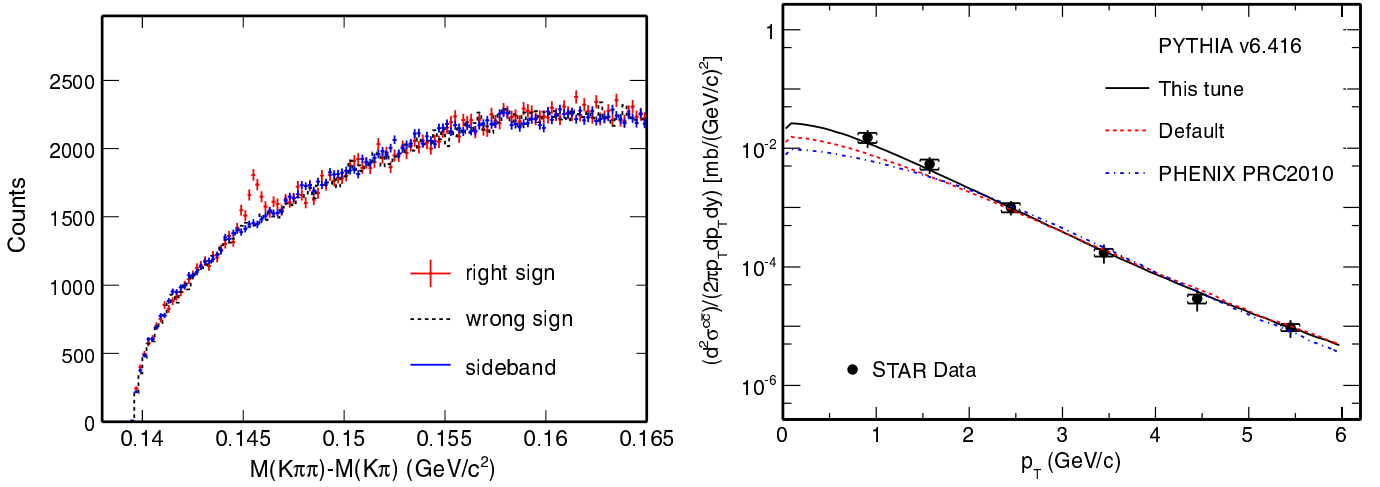 2500
2000
1500
1000
500
0
0.14 0.145 0.15 0.155 0.16 0.165
Counts
M(Kππ)-M(Kπ) (GeV/c²)
right sign
wrong sign
sideband
1
10⁻²
10⁻⁴
10⁻⁶
0 1 2 3 4 5 6
(d²σ^cc̄)/(2πp_T dp_T dy) [mb/(GeV/c)²]
p_T (GeV/c)
PYTHIA v6.416
This tune
Default
PHENIX PRC2010
STAR Data